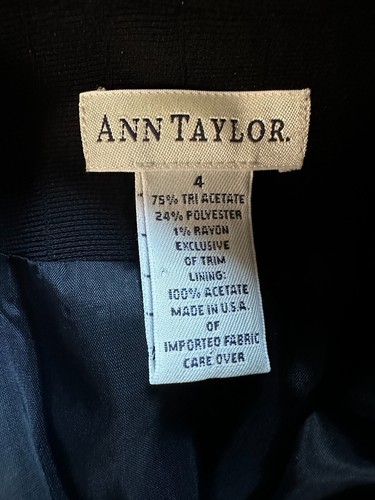 ANN TAYLOR.
4
75% TRI ACETATE
24% POLYESTER
1% RAYON
EXCLUSIVE
OF TRIM
LINING:
100% ACETATE
MADE IN U.S.A.
OF
IMPORTED FABRIC
CARE OVER